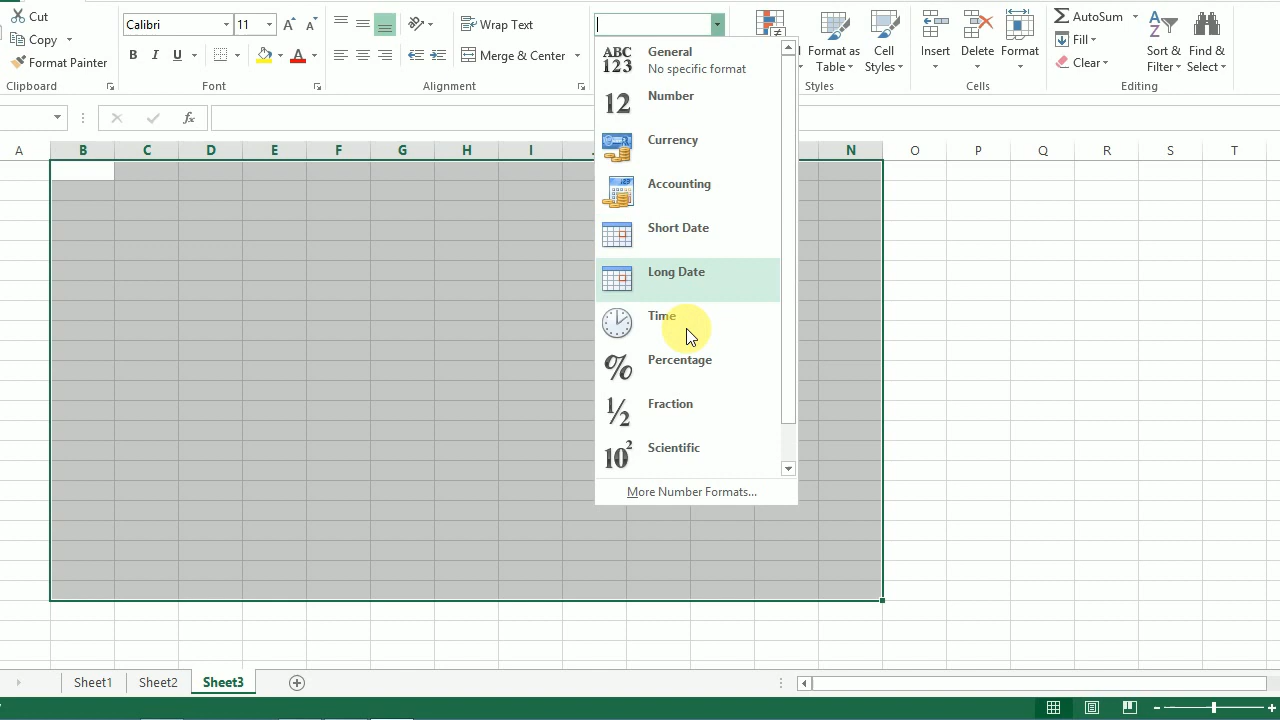 Cut
Copy
Format Painter
Clipboard
Calibri
11
A
A
B I U
A
Font
Wrap Text
Merge & Center
Alignment
Format as
Table
Cell
Styles
Styles
Insert
Delete
Format
Cells
AutoSum
Fill
Clear
Sort &
Filter
Find &
Select
Editing
fx
A B C D E F G H I N O P Q R S T
ABC
123
General
No specific format
12
Number
Currency
Accounting
Short Date
Long Date
Time
%
Percentage
½
Fraction
10²
Scientific
More Number Formats...
Sheet1
Sheet2
Sheet3